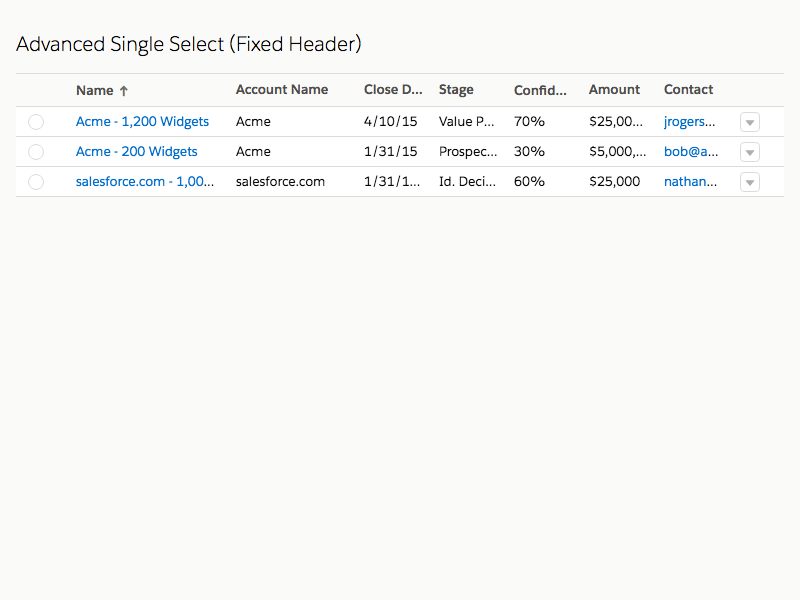 Advanced Single Select (Fixed Header)
Name ↑ Account Name Close D... Stage Confid... Amount Contact
Acme - 1,200 Widgets Acme 4/10/15 Value P... 70% $25,00... jrogers...
Acme - 200 Widgets Acme 1/31/15 Prospec... 30% $5,000,... bob@a...
salesforce.com - 1,00... salesforce.com 1/31/1... Id. Deci... 60% $25,000 nathan...